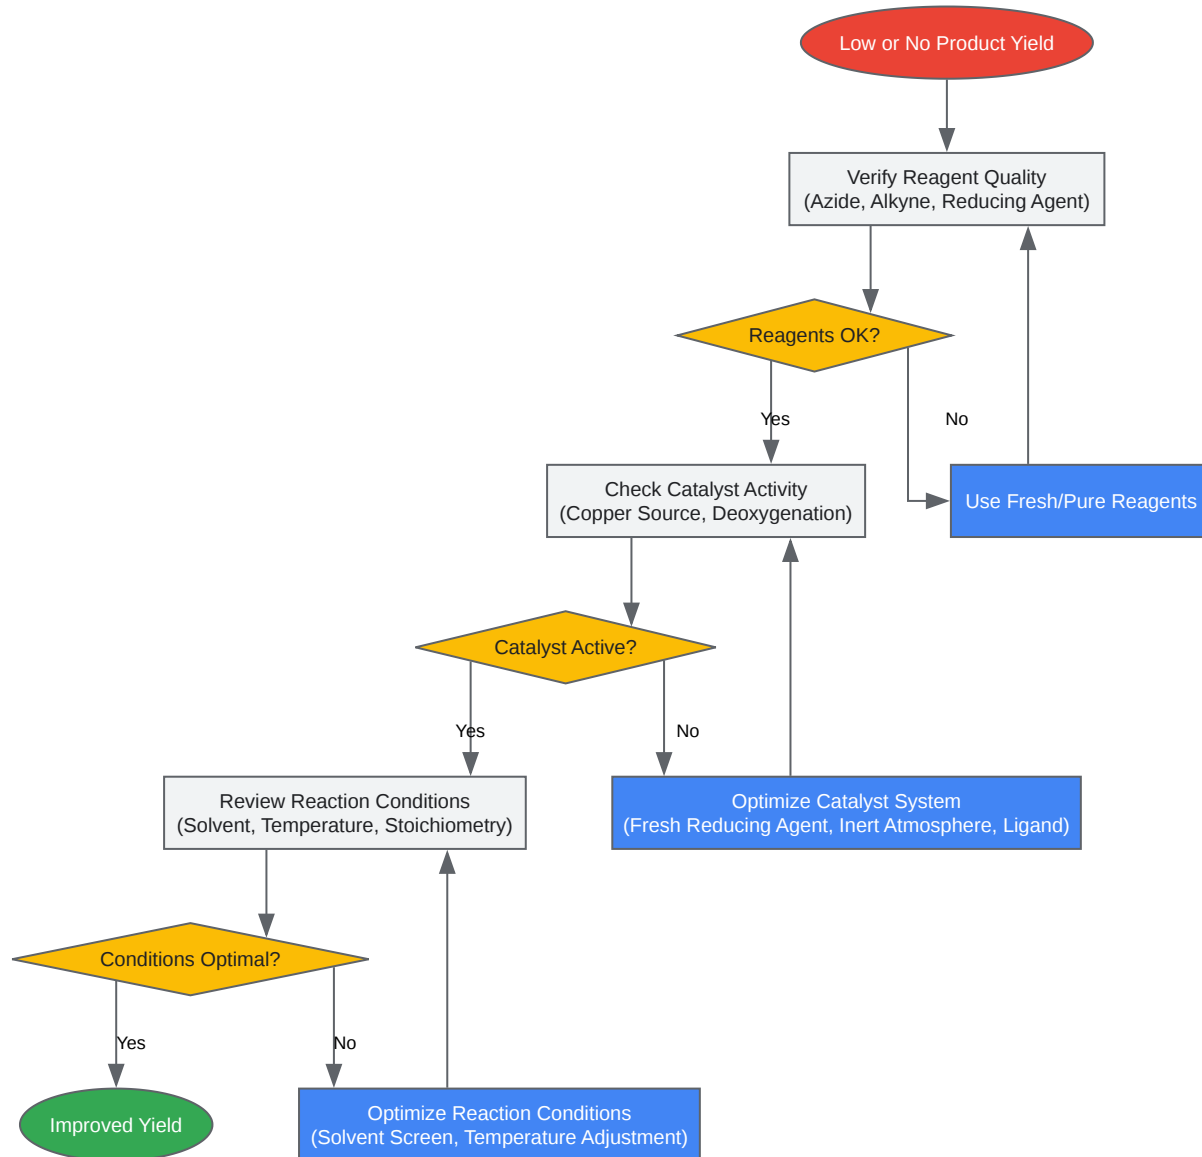 Low or No Product Yield
Verify Reagent Quality
(Azide, Alkyne, Reducing Agent)
Reagents OK?
Yes
No
Check Catalyst Activity
(Copper Source, Deoxygenation)
Use Fresh/Pure Reagents
Catalyst Active?
Yes
No
Review Reaction Conditions
(Solvent, Temperature, Stoichiometry)
Optimize Catalyst System
(Fresh Reducing Agent, Inert Atmosphere, Ligand)
Conditions Optimal?
Yes
No
Improved Yield
Optimize Reaction Conditions
(Solvent Screen, Temperature Adjustment)